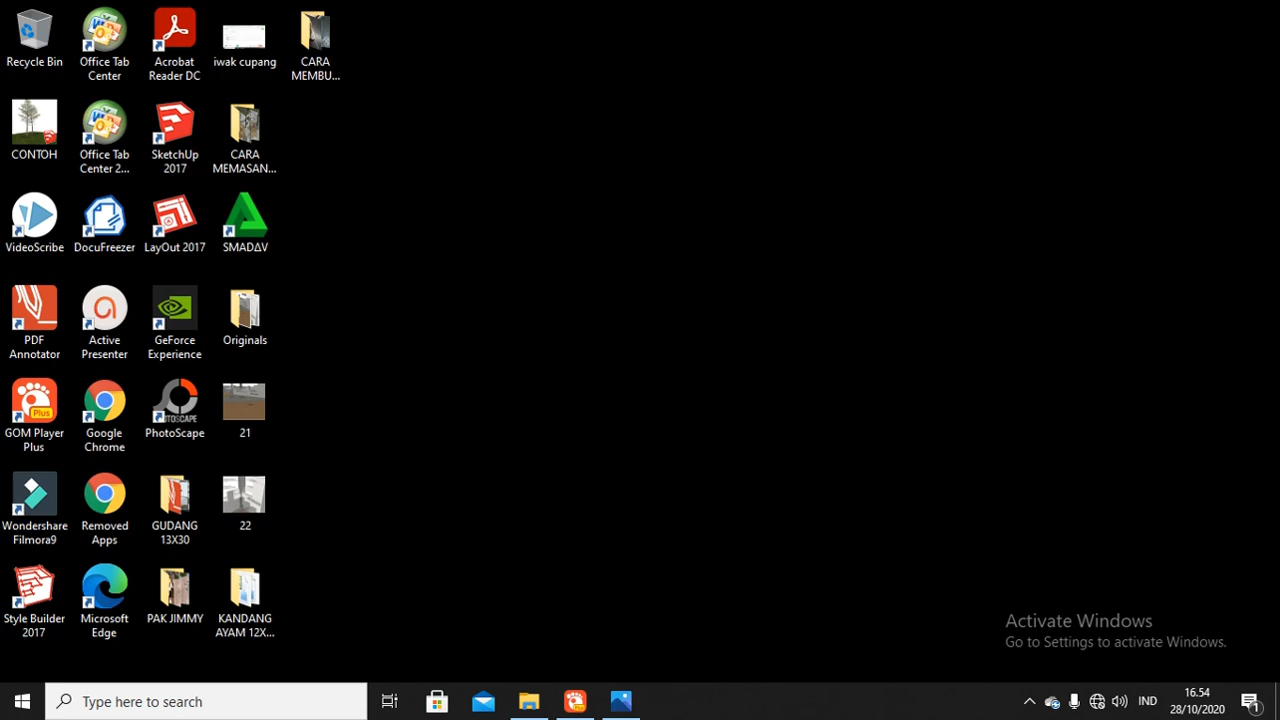 Recycle Bin
Office Tab
Center
Acrobat
Reader DC
iwak cupang
CARA
MEMBU...
CONTOH
Office Tab
Center 2...
SketchUp
2017
CARA
MEMASAN...
VideoScribe
DocuFreezer
LayOut 2017
SMADΔV
PDF
Annotator
Active
Presenter
GeForce
Experience
Originals
Plus
GOM Player
Plus
Google
Chrome
PhotoScape
21
Wondershare
Filmora9
Removed
Apps
GUDANG
13X30
22
Style Builder
2017
Microsoft
Edge
PAK JIMMY
KANDANG
AYAM 12X...
Activate Windows
Go to Settings to activate Windows.
Type here to search
IND
16.54
28/10/2020
1